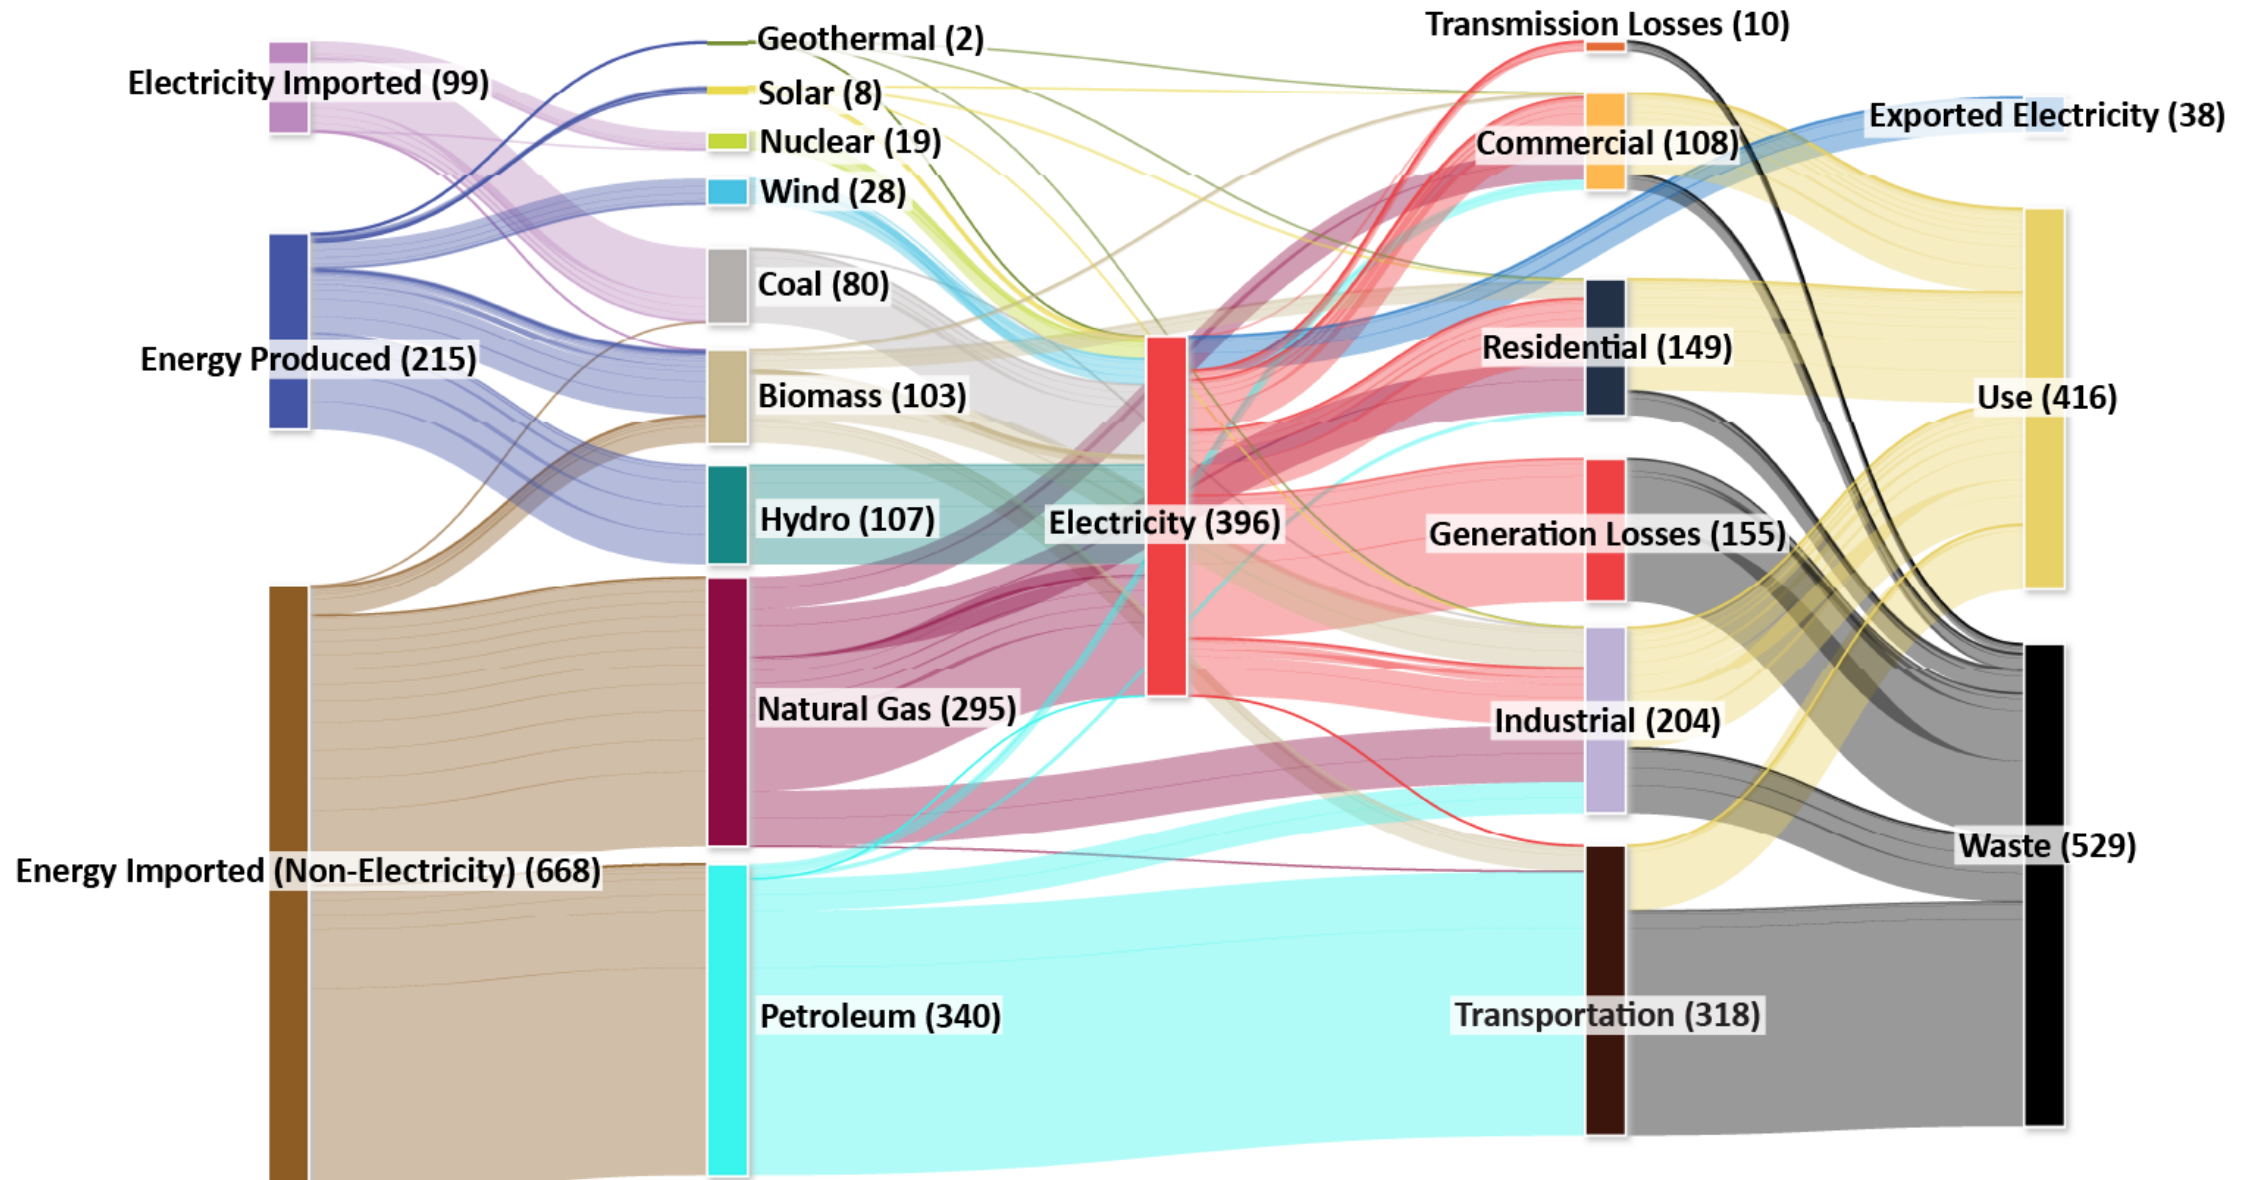 Electricity Imported (99)
Energy Produced (215)
Energy Imported (Non-Electricity) (668)
Geothermal (2)
Solar (8)
Nuclear (19)
Wind (28)
Coal (80)
Biomass (103)
Hydro (107)
Natural Gas (295)
Petroleum (340)
Electricity (396)
Transmission Losses (10)
Commercial (108)
Residential (149)
Generation Losses (155)
Industrial (204)
Transportation (318)
Exported Electricity (38)
Use (416)
Waste (529)